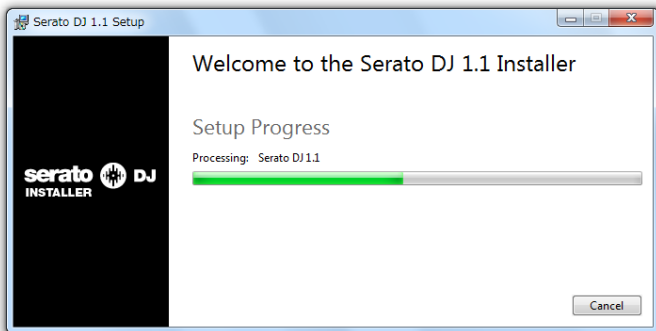 Serato DJ 1.1 Setup
Welcome to the Serato DJ 1.1 Installer
Setup Progress
Processing: Serato DJ 1.1
serato DJ
INSTALLER
Cancel